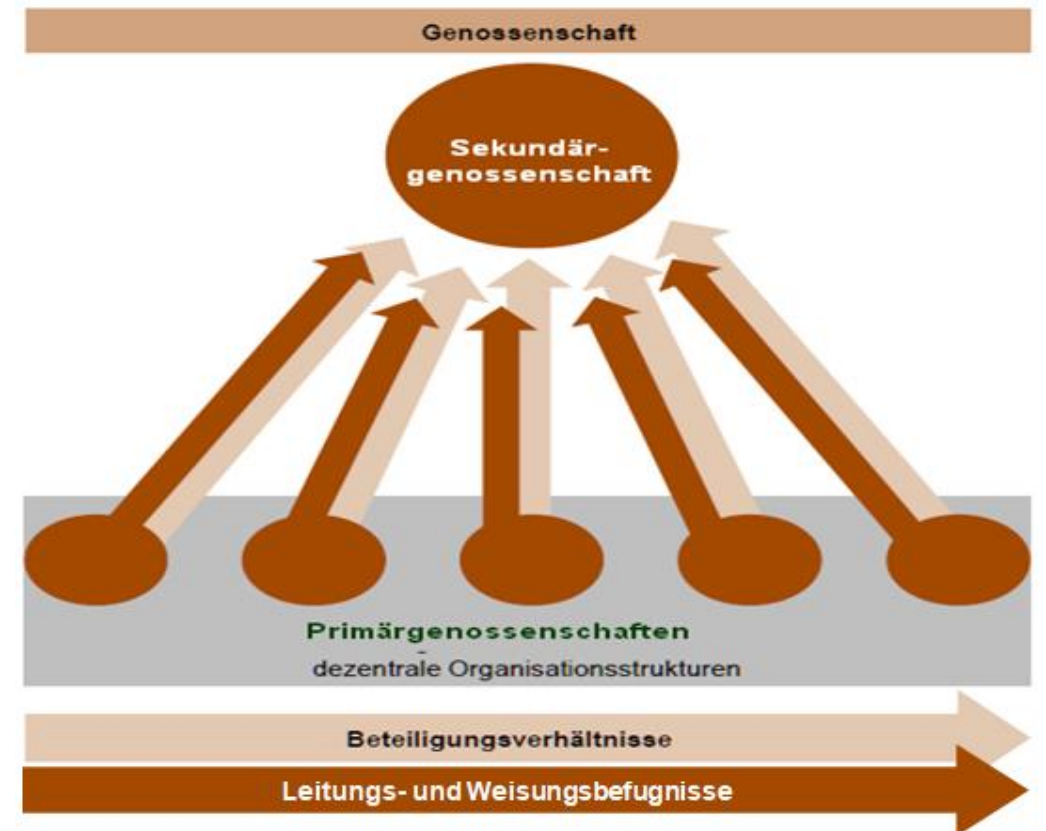 Genossenschaft
Sekundär-
genossenschaft
Primärgenossenschaften
dezentrale Organisationsstrukturen
Beteiligungsverhältnisse
Leitungs- und Weisungsbefugnisse